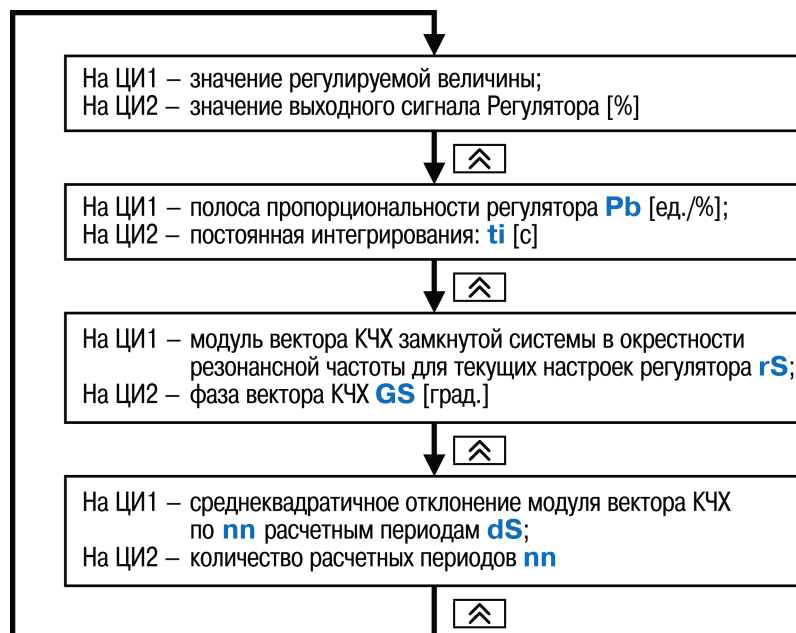 На ЦИ1 – значение регулируемой величины;
На ЦИ2 – значение выходного сигнала Регулятора [%]
На ЦИ1 – полоса пропорциональности регулятора Pb [ед./%];
На ЦИ2 – постоянная интегрирования: ti [с]
На ЦИ1 – модуль вектора КЧХ замкнутой системы в окрестности
резонансной частоты для текущих настроек регулятора rS;
На ЦИ2 – фаза вектора КЧХ GS [град.]
На ЦИ1 – среднеквадратичное отклонение модуля вектора КЧХ
по nn расчетным периодам dS;
На ЦИ2 – количество расчетных периодов nn